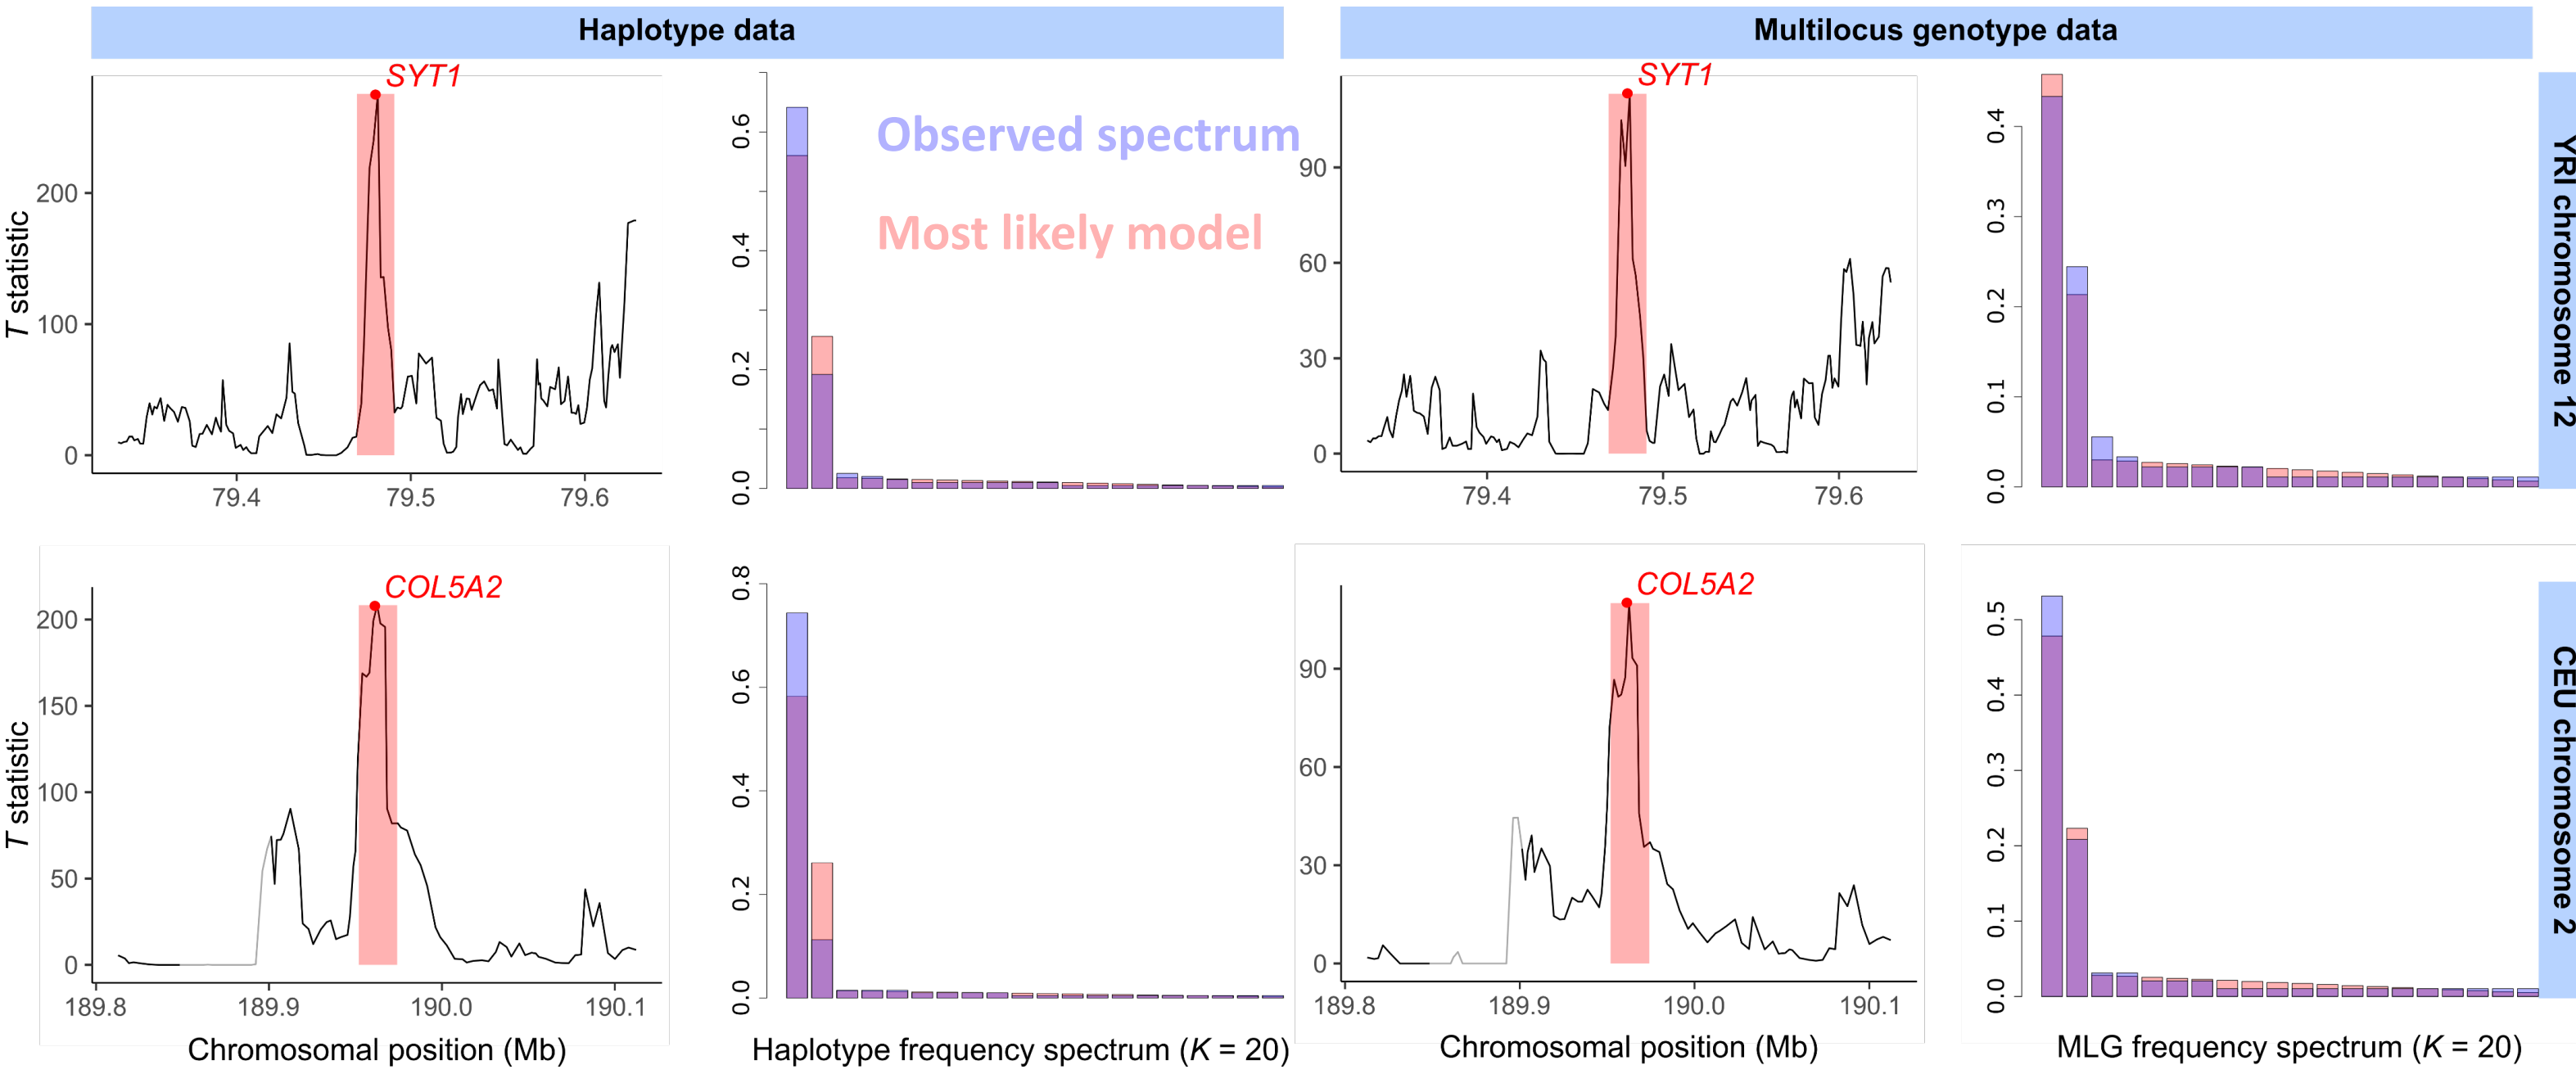 Haplotype data
Multilocus genotype data
SYT1
T statistic
200
100
0
79.4 79.5 79.6
0.6
0.4
0.2
0.0
Observed spectrum
Most likely model
SYT1
90
60
30
0
79.4 79.5 79.6
0.4
0.3
0.2
0.1
0.0
YRI chromosome 12
COL5A2
T statistic
200
150
100
50
0
189.8 189.9 190.0 190.1
Chromosomal position (Mb)
0.8
0.6
0.4
0.2
0.0
Haplotype frequency spectrum (K = 20)
COL5A2
90
60
30
0
189.8 189.9 190.0 190.1
Chromosomal position (Mb)
0.5
0.4
0.3
0.2
0.1
0.0
MLG frequency spectrum (K = 20)
CEU chromosome 2